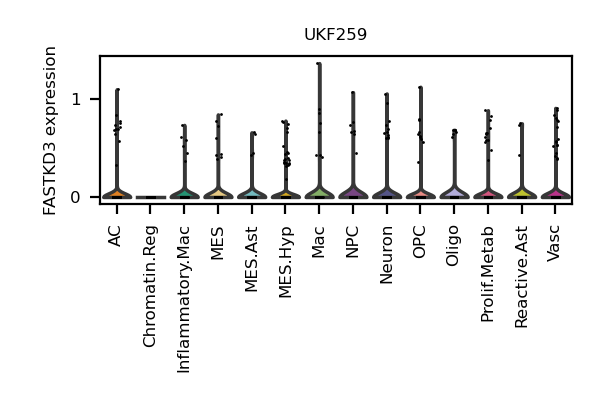 UKF259
FASTKD3 expression
1
0
AC
Chromatin.Reg
Inflammatory.Mac
MES
MES.Ast
MES.Hyp
Mac
NPC
Neuron
OPC
Oligo
Prolif.Metab
Reactive.Ast
Vasc